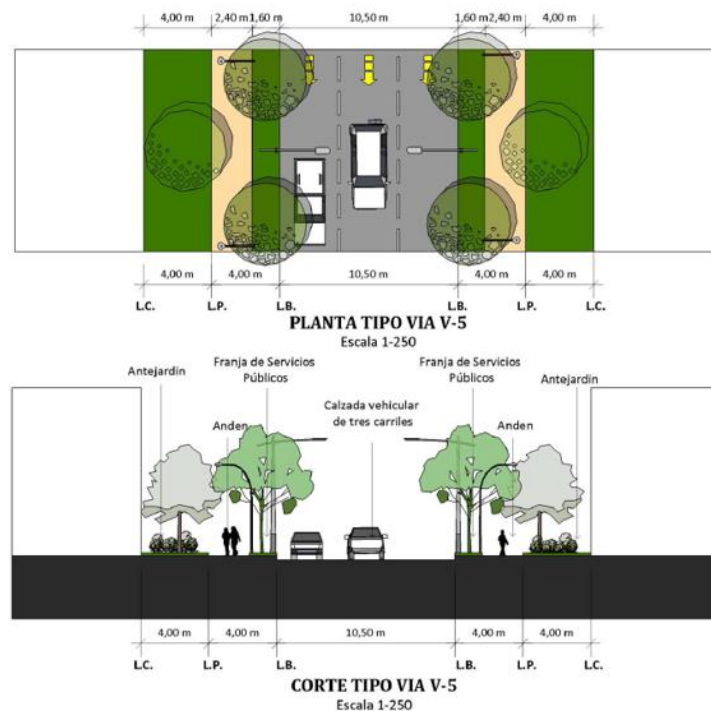 4,00 m 2,40 m 1,60 m 10,50 m 1,60 m 2,40 m 4,00 m
4,00 m 4,00 m 10,50 m 4,00 m 4,00 m
L.C. L.P. L.B. L.B. L.P. L.C.
PLANTA TIPO VIA V-5
Escala 1-250
Antejardin
Franja de Servicios
Públicos
Anden
Calzada vehicular
de tres carriles
Franja de Servicios
Públicos
Anden
Antejardin
4,00 m 4,00 m 10,50 m 4,00 m 4,00 m
L.C. L.P. L.B. L.B. L.P. L.C.
CORTE TIPO VIA V-5
Escala 1-250